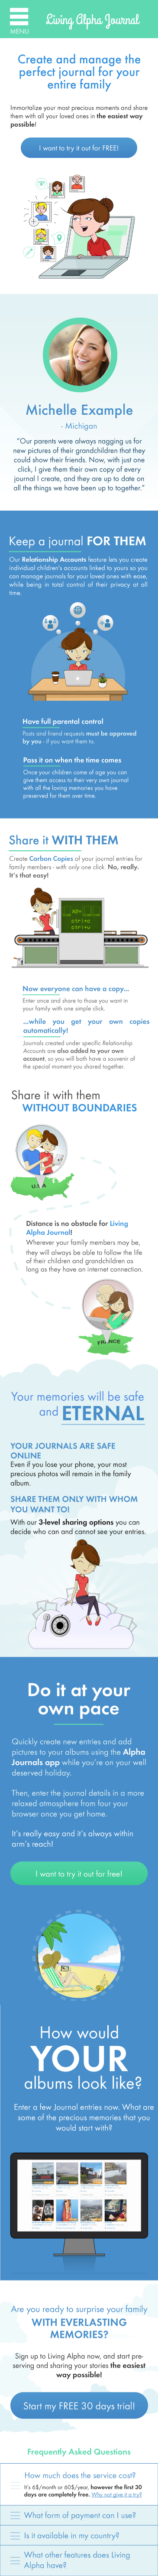 MENU
Living Alpha Journal
Create and manage the
perfect journal for your
entire family
Immortalize your most precious moments and share
them with all your loved ones in the easiest way
possible!
I want to try it out for FREE!
Michelle Example
- Michigan
"Our parents were always nagging us for
new pictures of their grandchildren that they
could show their friends. Now, with just one
click, I give them their own copy of every
journal I create, and they are up to date on
all the things we have been up to together."
Keep a journal FOR THEM
Our Relationship Accounts feature lets you create
individual children's accounts linked to yours so you
can manage journals for your loved ones with ease,
while being in total control of their privacy at all
time.
Have full parental control
Posts and friend requests must be approved
by you - if you want them to.
Pass it on when the time comes
Once your children come of age you can
give them access to their very own journal
with all the loving memories you have
preserved for them over time.
Share it WITH THEM
Create Carbon Copies of your journal entries for
family members - with only one click. No, really.
It's that easy!
Now everyone can have a copy...
Enter once and share to those you want in
your family with one simple click.
...while you get your own copies
automatically!
Journals created under specific Relationship
Accounts are also added to your own
account, so you will both have a souvenir of
the special moment you shared together.
Share it with them
WITHOUT BOUNDARIES
U.S.A
Distance is no obstacle for Living
Alpha Journal!
Wherever your family members may be,
they will always be able to follow the life
of their children and grandchildren as
long as they have an internet connection.
FRANCE
Your memories will be safe
and ETERNAL
YOUR JOURNALS ARE SAFE
ONLINE
Even if you lose your phone, your most
precious photos will remain in the family
album.
SHARE THEM ONLY WITH WHOM
YOU WANT TO!
With our 3-level sharing options you can
decide who can and cannot see your entries.
Do it at your
own pace
Quickly create new entries and add
pictures to your albums using the Alpha
Journals app while you're on your well
deserved holiday.
Then, enter the journal details in a more
relaxed atmosphere from four your
browser once you get home.
It's really easy and it's always within
arm's reach!
I want to try it out for free!
How would
YOUR
albums look like?
Enter a few Journal entries now. What are
some of the precious memories that you
would start with?
Are you ready to surprise your family
WITH EVERLASTING
MEMORIES?
Sign up to Living Alpha now, and start pre-
serving and sharing your stories the easiest
way possible!
Start my FREE 30 days trial!
Frequently Asked Questions
How much does the service cost?
It's 6$/month or 60$/year, however the first 30
days are completely free. Why not give it a try?
What form of payment can I use?
Is it available in my country?
What other features does Living
Alpha have?